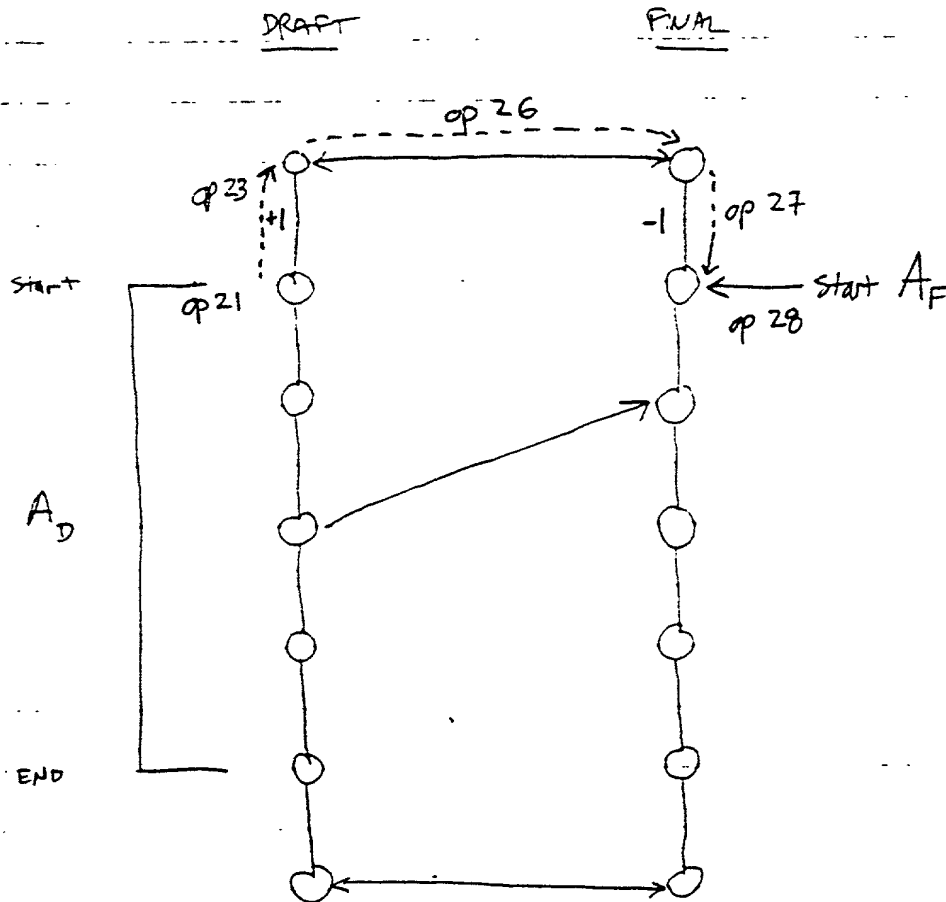 DRAFT FINAL
op 26
op 23
+1
-1
op 27
Start
op 21
Start A_F
op 28
A_D
END